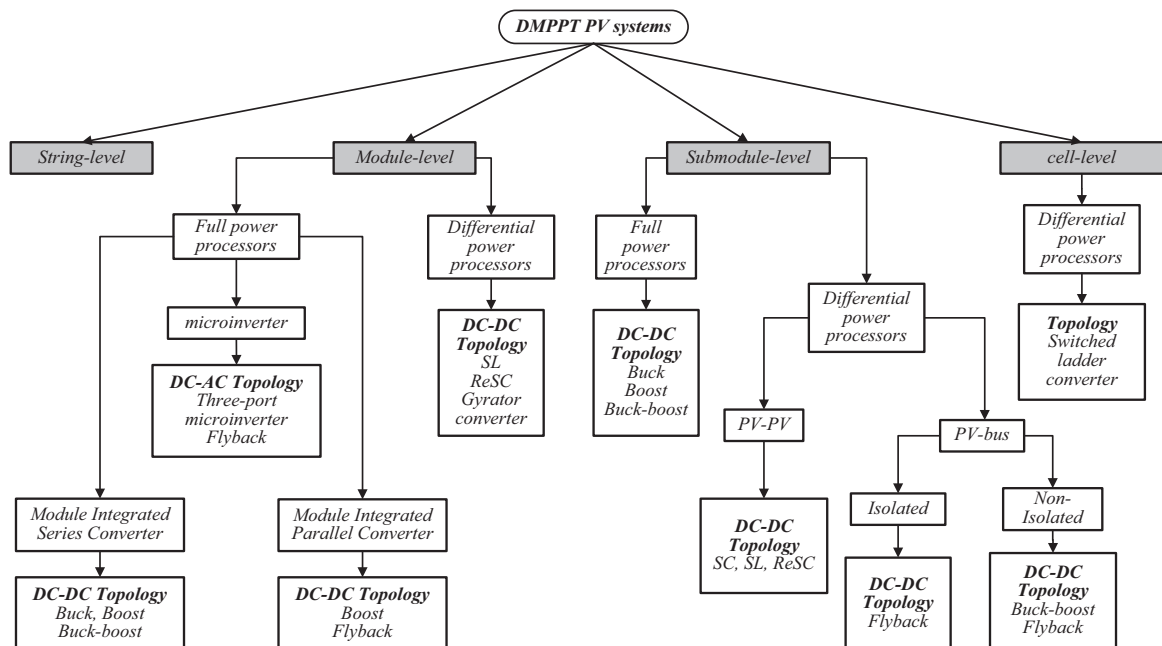 DMPPT PV systems
String-level
Module-level
Submodule-level
cell-level
Full power
processors
Differential
power
processors
Full
power
processors
Differential
power
processors
Differential
power
processors
microinverter
DC-AC Topology
Three-port
microinverter
Flyback
DC-DC
Topology
SL
ReSC
Gyrator
converter
DC-DC
Topology
Buck
Boost
Buck-boost
Topology
Switched
ladder
converter
PV-PV
PV-bus
Module Integrated
Series Converter
Module Integrated
Parallel Converter
Isolated
Non-
Isolated
DC-DC Topology
Buck, Boost
Buck-boost
DC-DC Topology
Boost
Flyback
DC-DC
Topology
SC, SL, ReSC
DC-DC
Topology
Flyback
DC-DC
Topology
Buck-boost
Flyback